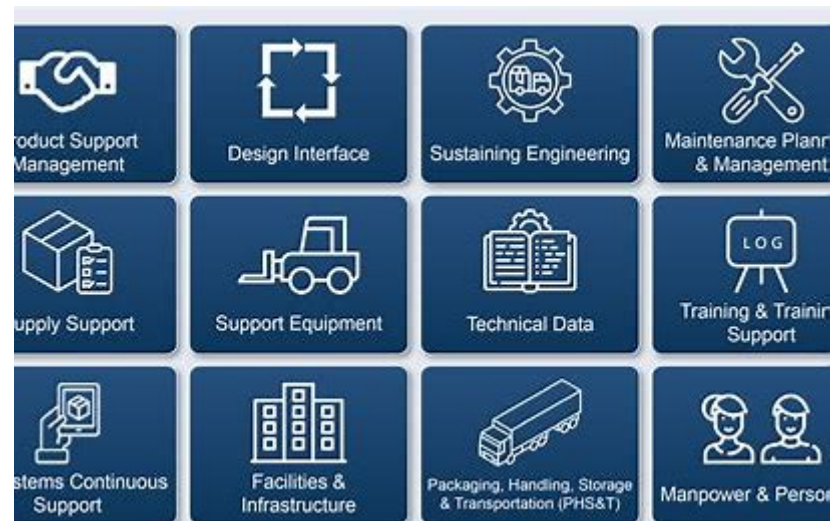 roduct Support
Management
Design Interface
Sustaining Engineering
Maintenance Plann
& Management
upply Support
Support Equipment
Technical Data
LOG
Training & Trainin
Support
stems Continuous
Support
Facilities &
Infrastructure
Packaging, Handling, Storage
& Transportation (PHS&T)
Manpower & Person